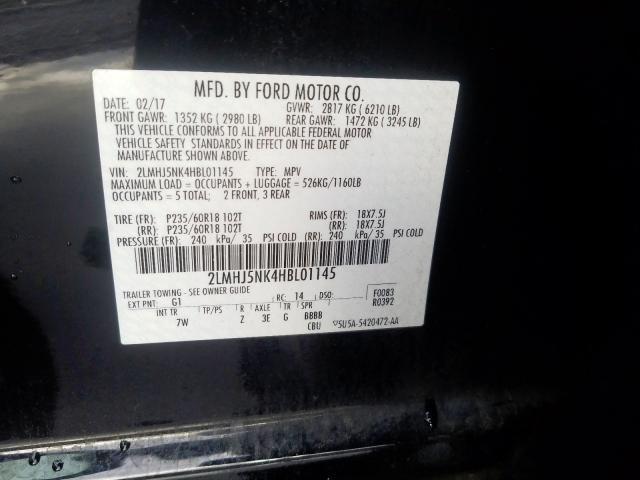 MFD. BY FORD MOTOR CO.
DATE: 02/17 GVWR: 2817 KG ( 6210 LB)
FRONT GAWR: 1352 KG ( 2980 LB) REAR GAWR: 1472 KG ( 3245 LB)
THIS VEHICLE CONFORMS TO ALL APPLICABLE FEDERAL MOTOR
VEHICLE SAFETY STANDARDS IN EFFECT ON THE DATE OF
MANUFACTURE SHOWN ABOVE.
VIN: 2LMHJ5NK4HBL01145 TYPE: MPV
MAXIMUM LOAD = OCCUPANTS + LUGGAGE = 526KG/1160LB
OCCUPANTS = 5 TOTAL; 2 FRONT, 3 REAR
TIRE (FR): P235/60R18 102T RIMS (FR): 18X7.5J
(RR): P235/60R18 102T (RR): 18X7.5J
PRESSURE (FR): 240 kPa/ 35 PSI COLD (RR): 240 kPa/ 35 PSI COLD
2LMHJ5NK4HBL01145
TRAILER TOWING - SEE OWNER GUIDE
EXT PNT: G1 RC: 14 DSO: F0083
R0392
INT TR TP/PS R AXLE TR SPR
7W Z 3E G BBBB
CBU 5U5A-5420472-AA